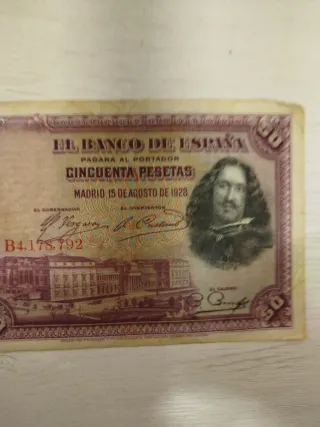 EL BANCO DE ESPAÑA
50
PAGARÁ AL PORTADOR
CINCUENTA PESETAS
MADRID, 15 DE AGOSTO DE 1928
EL GOBERNADOR
EL INTERVENTOR
B4,178,792
EL CAJERO
50